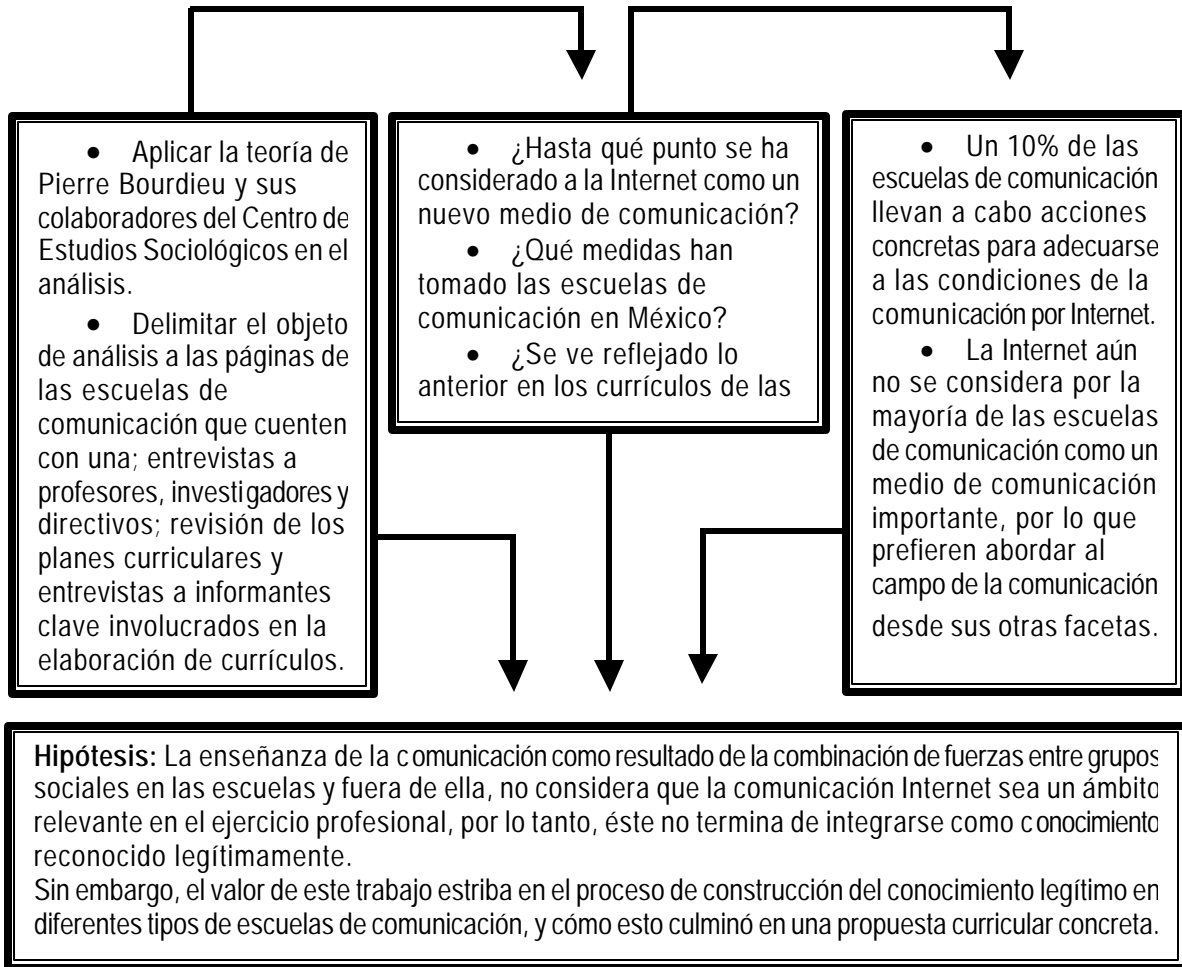 • Aplicar la teoría de
Pierre Bourdieu y sus
colaboradores del Centro de
Estudios Sociológicos en el
análisis.
• Delimitar el objeto
de análisis a las páginas de
las escuelas de
comunicación que cuenten
con una; entrevistas a
profesores, investigadores y
directivos; revisión de los
planes curriculares y
entrevistas a informantes
clave involucrados en la
elaboración de currículos.
• ¿Hasta qué punto se ha
considerado a la Internet como un
nuevo medio de comunicación?
• ¿Qué medidas han
tomado las escuelas de
comunicación en México?
• ¿Se ve reflejado lo
anterior en los currículos de las
• Un 10% de las
escuelas de comunicación
llevan a cabo acciones
concretas para adecuarse
a las condiciones de la
comunicación por Internet.
• La Internet aún
no se considera por la
mayoría de las escuelas
de comunicación como un
medio de comunicación
importante, por lo que
prefieren abordar al
campo de la comunicación
desde sus otras facetas.
Hipótesis: La enseñanza de la comunicación como resultado de la combinación de fuerzas entre grupos
sociales en las escuelas y fuera de ella, no considera que la comunicación Internet sea un ámbito
relevante en el ejercicio profesional, por lo tanto, éste no termina de integrarse como conocimiento
reconocido legítimamente.
Sin embargo, el valor de este trabajo estriba en el proceso de construcción del conocimiento legítimo en
diferentes tipos de escuelas de comunicación, y cómo esto culminó en una propuesta curricular concreta.